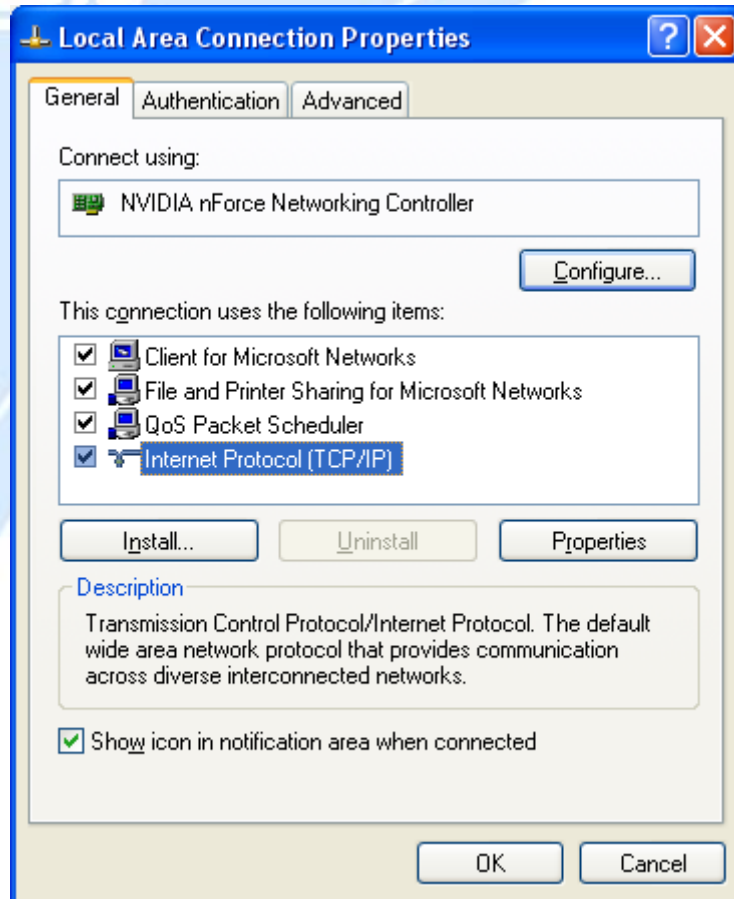 Local Area Connection Properties
General
Authentication
Advanced
Connect using:
NVIDIA nForce Networking Controller
Configure...
This connection uses the following items:
Client for Microsoft Networks
File and Printer Sharing for Microsoft Networks
QoS Packet Scheduler
Internet Protocol (TCP/IP)
Install...
Uninstall
Properties
Description
Transmission Control Protocol/Internet Protocol. The default
wide area network protocol that provides communication
across diverse interconnected networks.
Show icon in notification area when connected
OK
Cancel